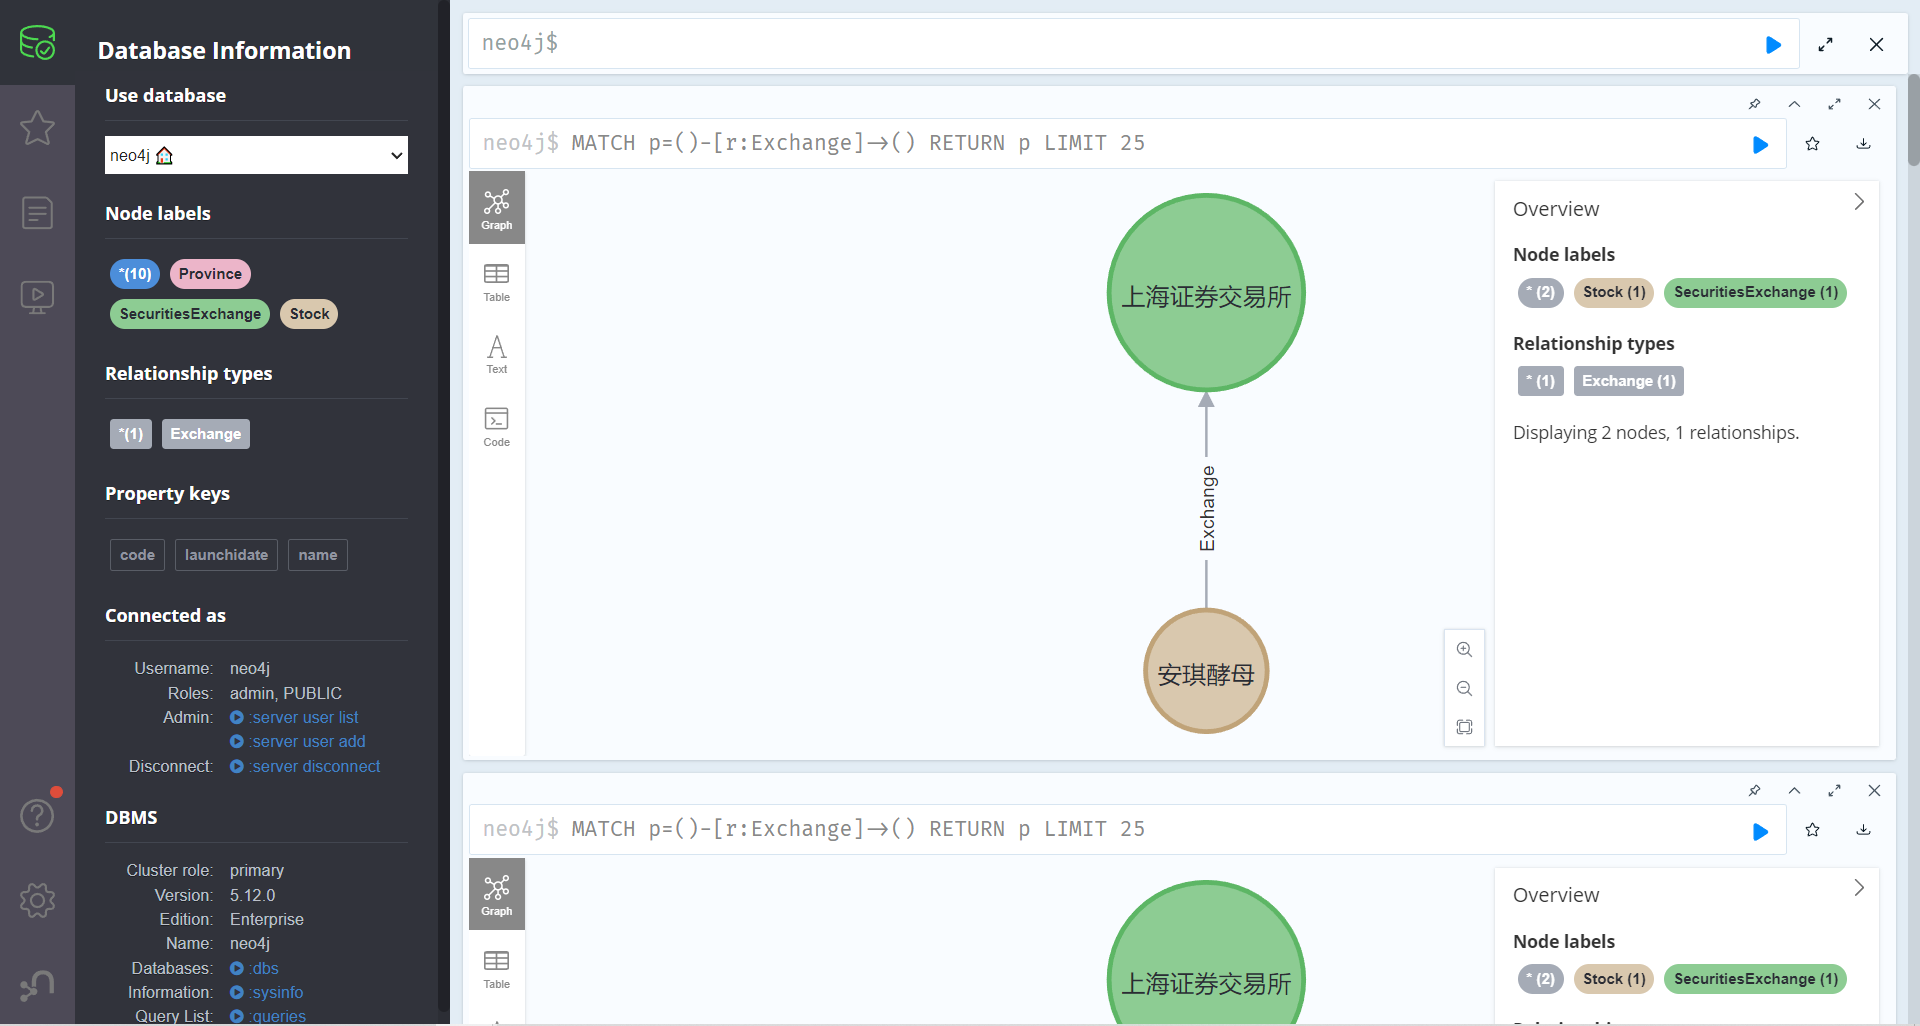 Database Information
Use database
neo4j
Node labels
*(10)
Province
SecuritiesExchange
Stock
Relationship types
*(1)
Exchange
Property keys
code
launchidate
name
Connected as
Username: neo4j
Roles: admin, PUBLIC
Admin: :server user list
:server user add
Disconnect: :server disconnect
DBMS
Cluster role: primary
Version: 5.12.0
Edition: Enterprise
Name: neo4j
Databases: :dbs
Information: :sysinfo
Query List: :queries
neo4j$
neo4j$ MATCH p=()-[r:Exchange]->() RETURN p LIMIT 25
Graph
Table
Text
Code
上海证券交易所
Exchange
安琪酵母
Overview
Node labels
* (2)
Stock (1)
SecuritiesExchange (1)
Relationship types
* (1)
Exchange (1)
Displaying 2 nodes, 1 relationships.
neo4j$ MATCH p=()-[r:Exchange]->() RETURN p LIMIT 25
Graph
Table
上海证券交易所
Overview
Node labels
* (2)
Stock (1)
SecuritiesExchange (1)